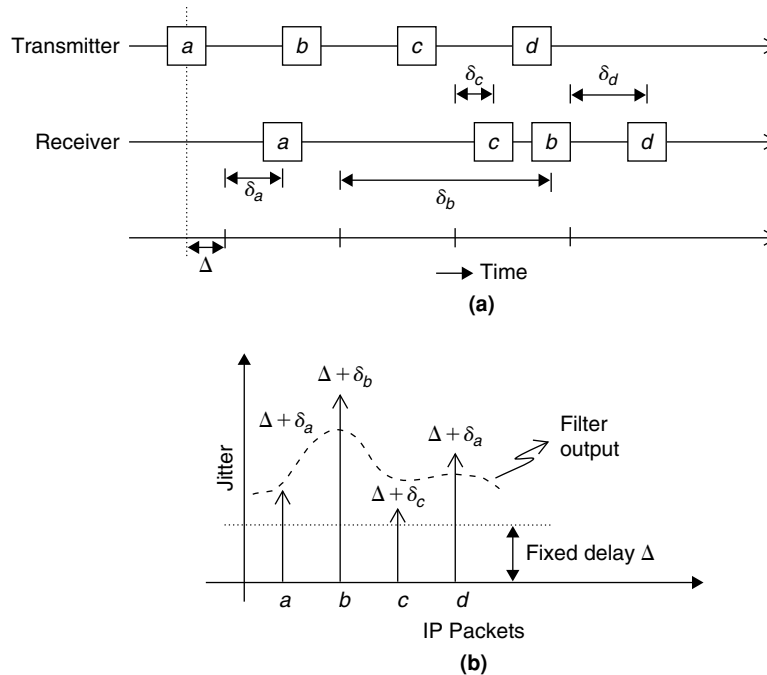 Transmitter a b c d
δc δd
Receiver a c b d
δa δb
Δ
Time
(a)
Δ + δb
Δ + δa
Δ + δa
Filter
output
Jitter
Δ + δc
Fixed delay Δ
a b c d
IP Packets
(b)